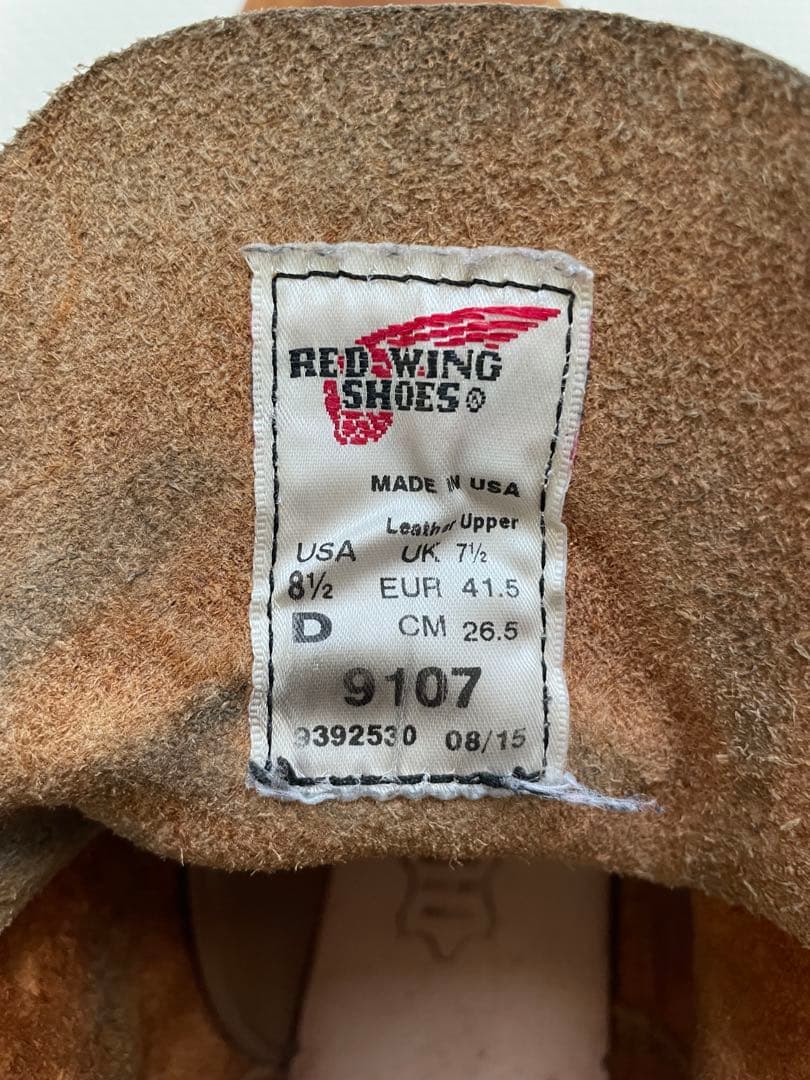 RED WING
SHOES®
MADE IN USA
Leather Upper
USA UK 7½
8½ EUR 41.5
D CM 26.5
9107
9392530 08/15